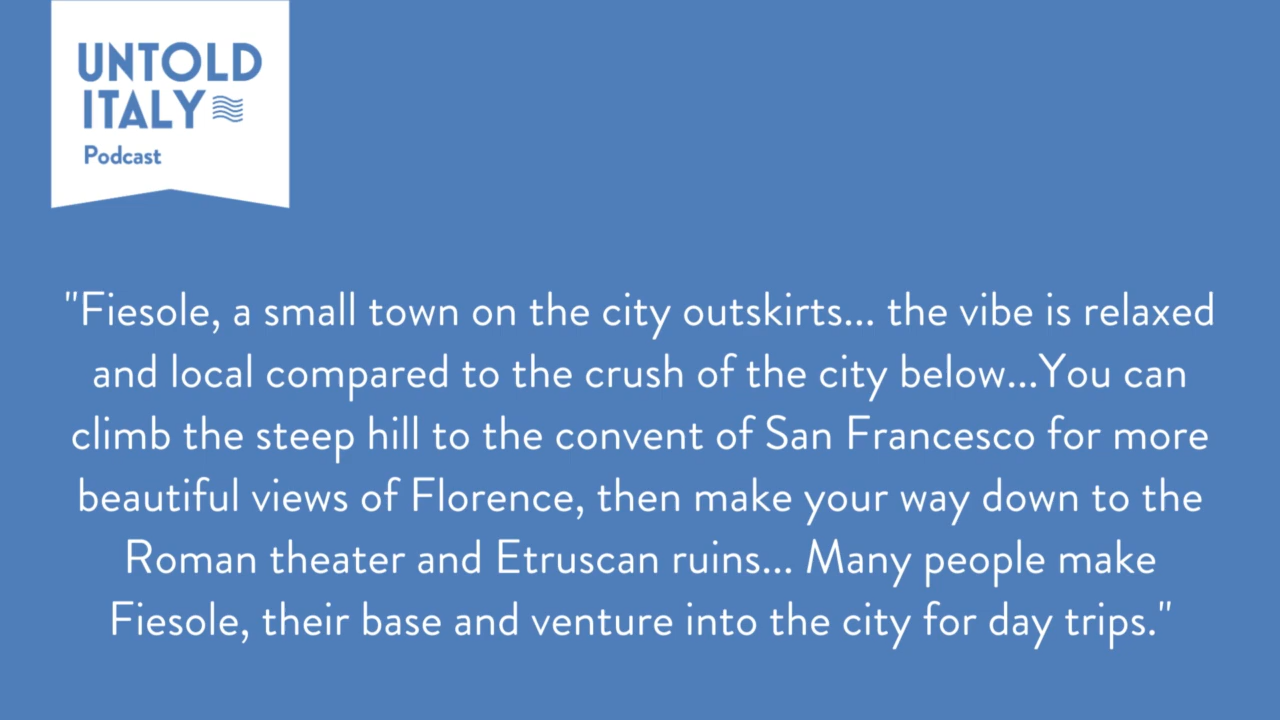 UNTOLD
ITALY
Podcast
"Fiesole, a small town on the city outskirts... the vibe is relaxed
and local compared to the crush of the city below...You can
climb the steep hill to the convent of San Francesco for more
beautiful views of Florence, then make your way down to the
Roman theater and Etruscan ruins... Many people make
Fiesole, their base and venture into the city for day trips."